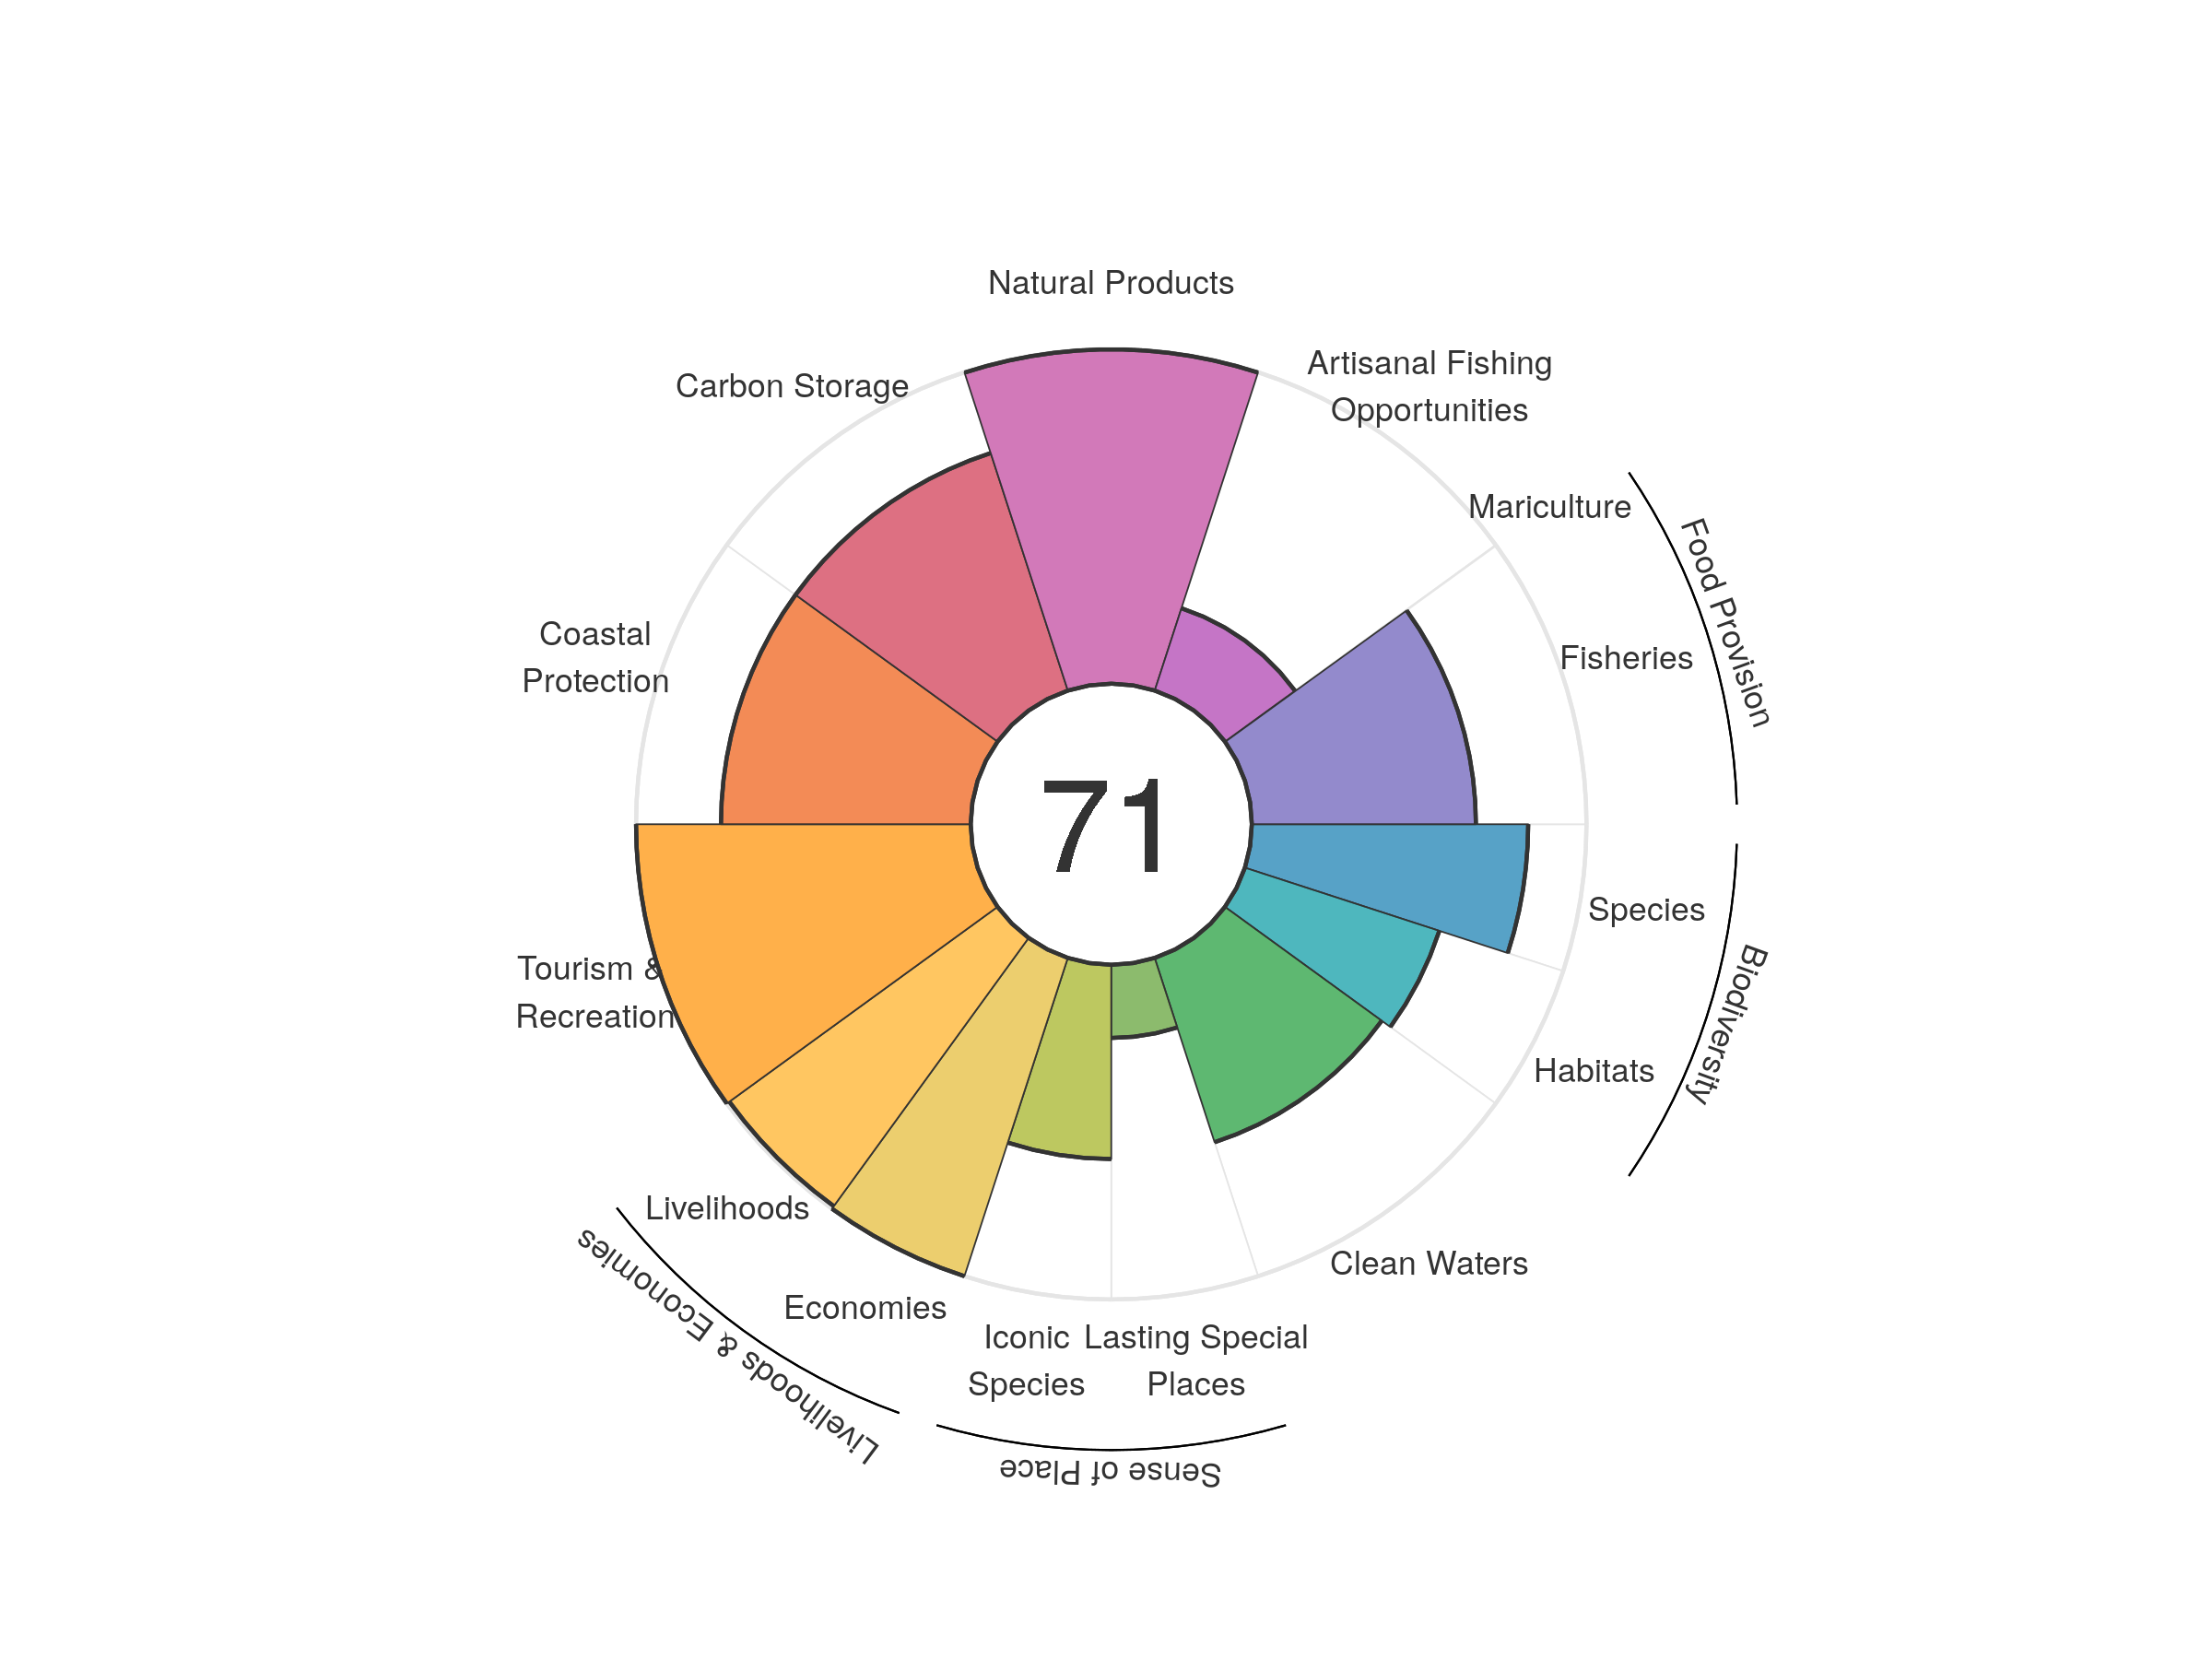 Natural Products
Artisanal Fishing
Opportunities
Carbon Storage
Mariculture
Food Provision
Fisheries
Coastal
Protection
71
Species
Biodiversity
Tourism &
Recreation
Habitats
Livelihoods
Clean Waters
Economies
Livelihoods & Economies
Iconic
Species
Lasting Special
Places
Sense of Place